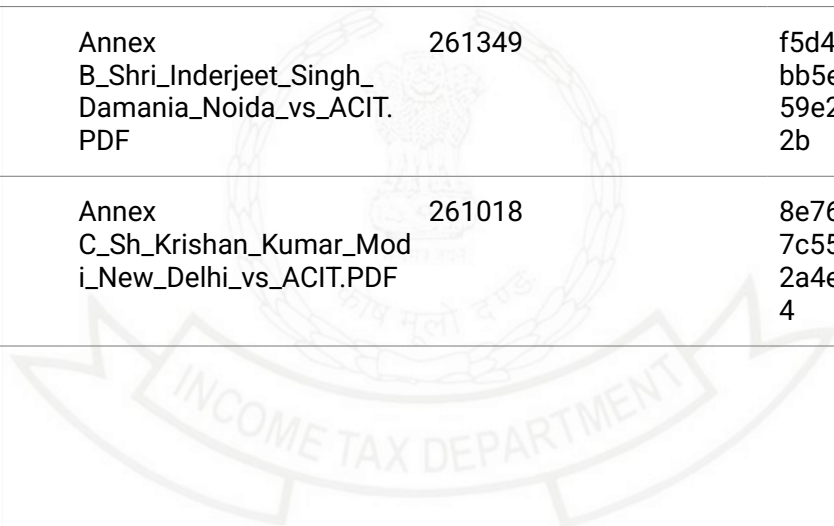 Annex 261349 f5d4
B_Shri_Inderjeet_Singh_ bb5e
Damania_Noida_vs_ACIT. 59e2
PDF 2b
Annex 261018 8e76
C_Sh_Krishan_Kumar_Mod 7c55
i_New_Delhi_vs_ACIT.PDF 2a4e
4
कोष मूलो दण्डः
INCOME TAX DEPARTMENT